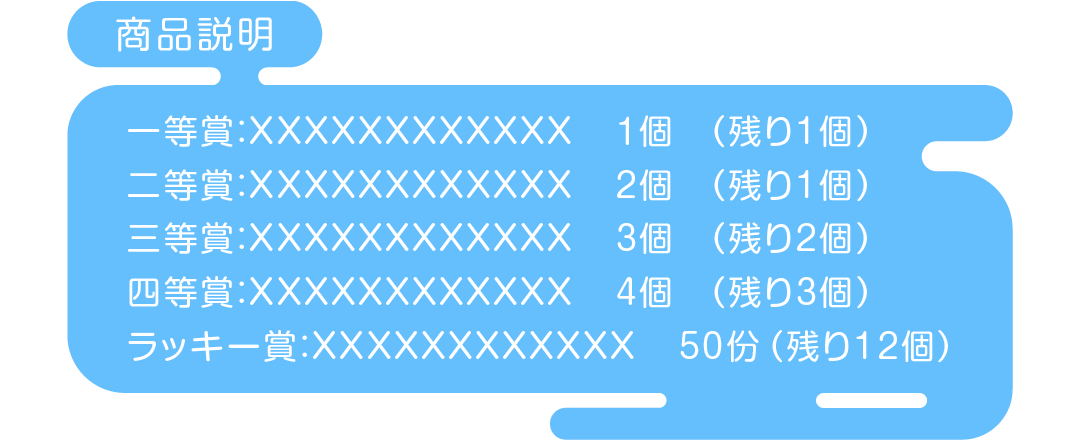 商品説明
一等賞:XXXXXXXXXXXX　1個　(残り1個)
二等賞:XXXXXXXXXXXX　2個　(残り1個)
三等賞:XXXXXXXXXXXX　3個　(残り2個)
四等賞:XXXXXXXXXXXX　4個　(残り3個)
ラッキー賞:XXXXXXXXXXXX　50份 (残り12個)